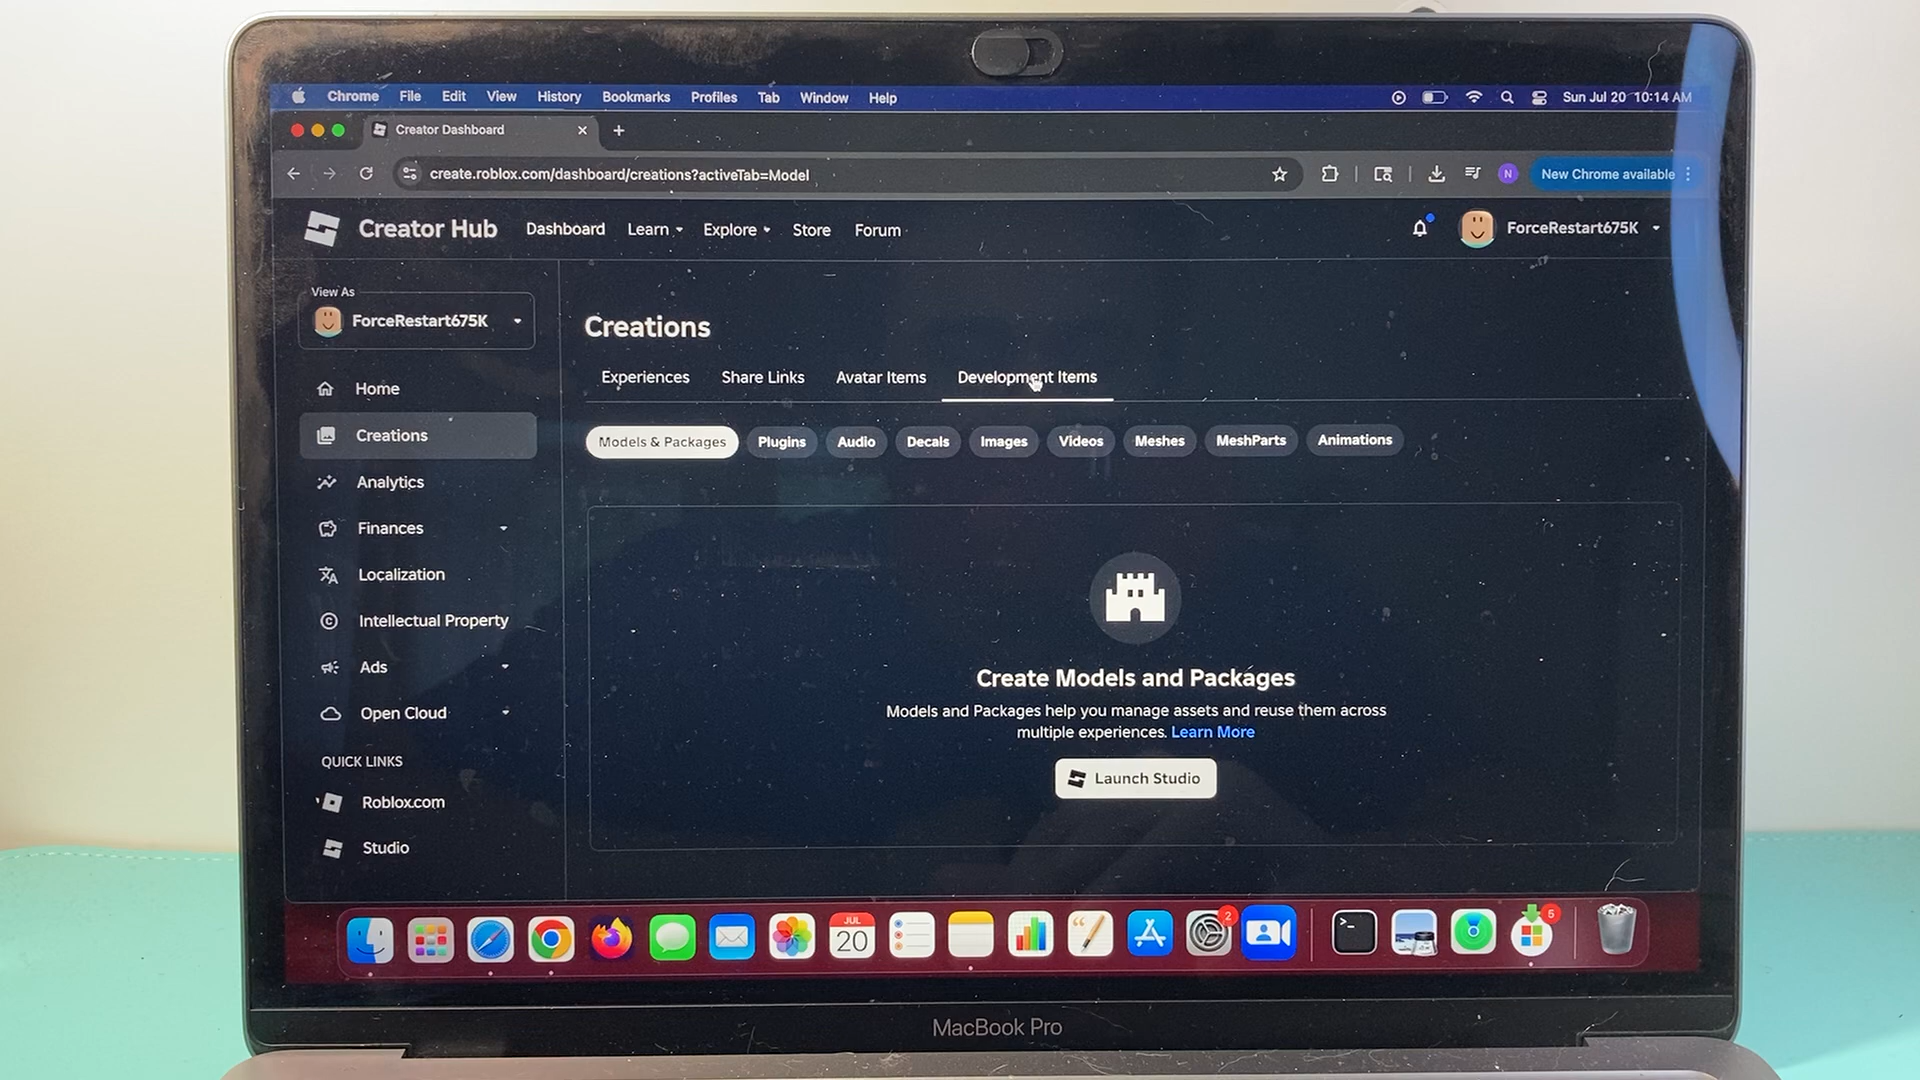 Chrome File Edit View History Bookmarks Profiles Tab Window Help Sun Jul 20 10:14 AM
Creator Dashboard
create.roblox.com/dashboard/creations?activeTab=Model N New Chrome available
Creator Hub Dashboard Learn Explore Store Forum ForceRestart675K
View As
ForceRestart675K
Home
Creations
Analytics
Finances
Localization
Intellectual Property
Ads
Open Cloud
QUICK LINKS
Roblox.com
Studio
Creations
Experiences Share Links Avatar Items Development Items
Models & Packages Plugins Audio Decals Images Videos Meshes MeshParts Animations
Create Models and Packages
Models and Packages help you manage assets and reuse them across
multiple experiences. Learn More
Launch Studio
JUL
20
2
5
MacBook Pro